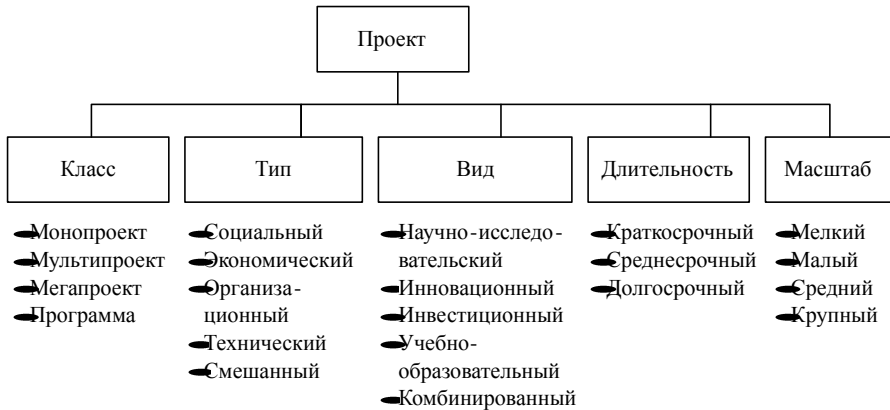 Проект
Класс
Тип
Вид
Длительность
Масштаб
Монопроект
Мультипроект
Мегапроект
Программа
Социальный
Экономический
Организа-
ционный
Технический
Смешанный
Научно-исследо-
вательский
Инновационный
Инвестиционный
Учебно-
образовательный
Комбинированный
Краткосрочный
Среднесрочный
Долгосрочный
Мелкий
Малый
Средний
Крупный